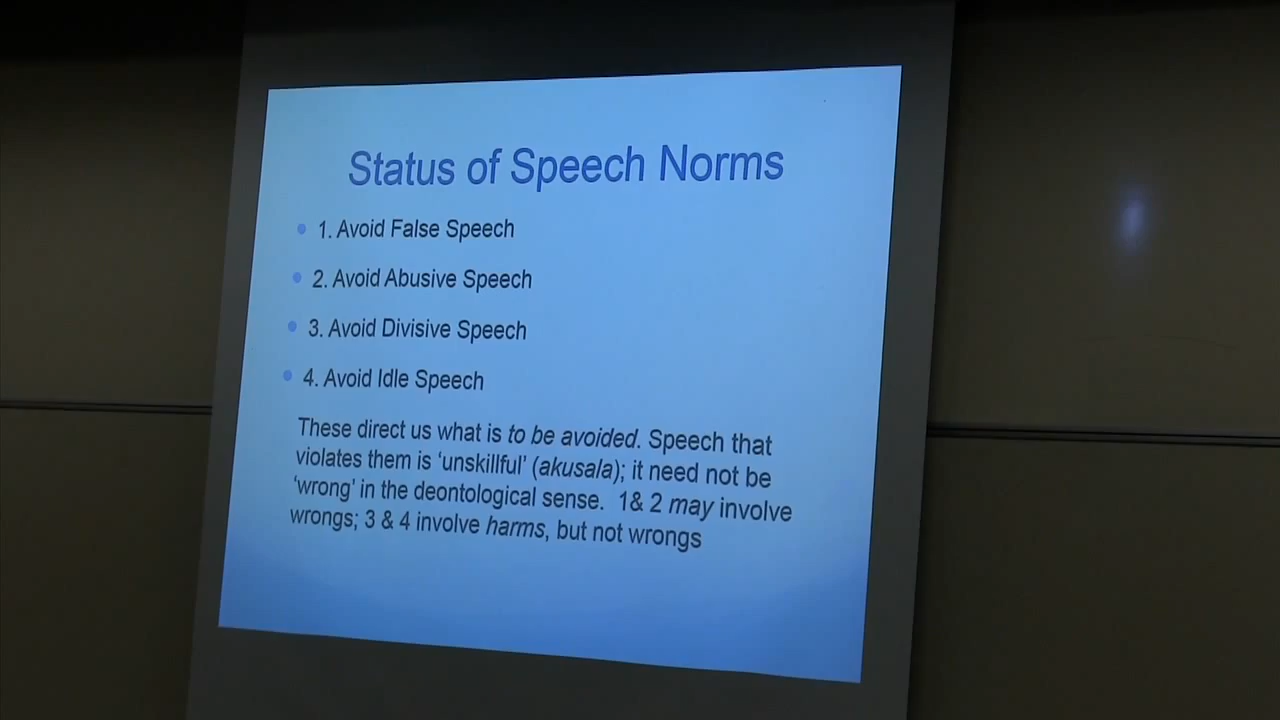 Status of Speech Norms
1. Avoid False Speech
2. Avoid Abusive Speech
3. Avoid Divisive Speech
4. Avoid Idle Speech
These direct us what is to be avoided. Speech that
violates them is ‘unskillful’ (akusala); it need not be
‘wrong’ in the deontological sense. 1& 2 may involve
wrongs; 3 & 4 involve harms, but not wrongs